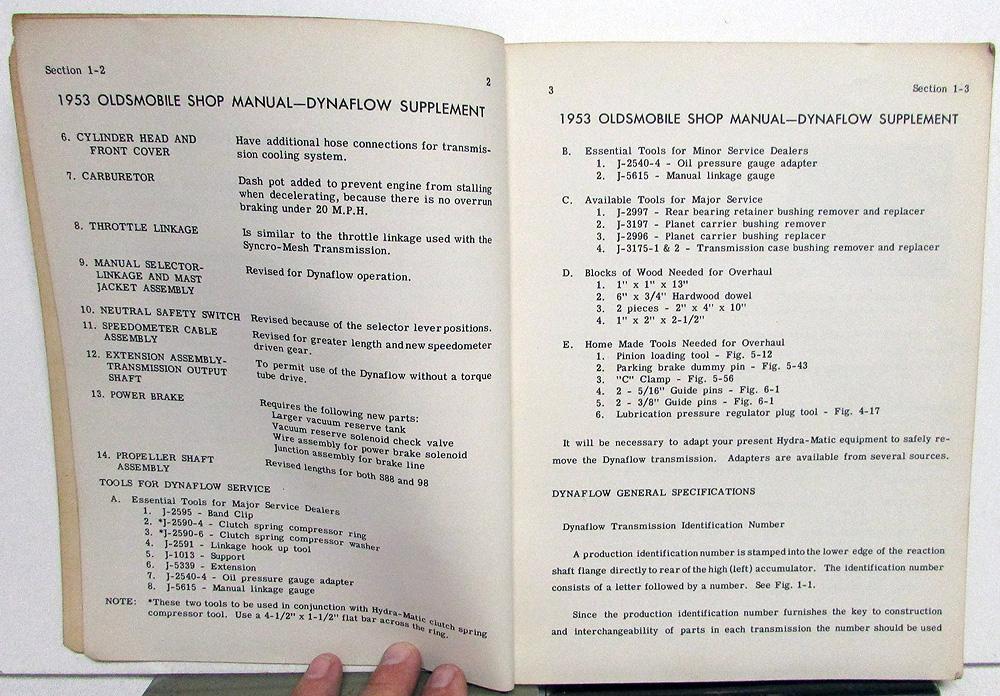 Section 1-2
2
1953 OLDSMOBILE SHOP MANUAL—DYNAFLOW SUPPLEMENT
6. CYLINDER HEAD AND FRONT COVER Have additional hose connections for transmis-
sion cooling system.
7. CARBURETOR Dash pot added to prevent engine from stalling
when decelerating, because there is no overrun
braking under 20 M.P.H.
8. THROTTLE LINKAGE Is similar to the throttle linkage used with the
Syncro-Mesh Transmission.
9. MANUAL SELECTOR- Revised for Dynaflow operation.
LINKAGE AND MAST
JACKET ASSEMBLY
10. NEUTRAL SAFETY SWITCH Revised because of the selector lever positions.
11. SPEEDOMETER CABLE Revised for greater length and new speedometer
ASSEMBLY driven gear.
12. EXTENSION ASSEMBLY- To permit use of the Dynaflow without a torque
TRANSMISSION OUTPUT tube drive.
SHAFT
13. POWER BRAKE Requires the following new parts:
Larger vacuum reserve tank
Vacuum reserve solenoid check valve
Wire assembly for power brake solenoid
Junction assembly for brake line
14. PROPELLER SHAFT Revised lengths for both S88 and 98
ASSEMBLY
TOOLS FOR DYNAFLOW SERVICE
A. Essential Tools for Major Service Dealers
1. J-2595 - Band Clip
2. *J-2590-4 - Clutch spring compressor ring
3. *J-2590-6 - Clutch spring compressor washer
4. J-2591 - Linkage hook up tool
5. J-1013 - Support
6. J-5339 - Extension
7. J-2540-4 - Oil pressure gauge adapter
8. J-5615 - Manual linkage gauge
NOTE: *These two tools to be used in conjunction with Hydra-Matic clutch spring
compressor tool. Use a 4-1/2" x 1-1/2" flat bar across the ring.
3
Section 1-3
1953 OLDSMOBILE SHOP MANUAL—DYNAFLOW SUPPLEMENT
B. Essential Tools for Minor Service Dealers
1. J-2540-4 - Oil pressure gauge adapter
2. J-5615 - Manual linkage gauge
C. Available Tools for Major Service
1. J-2997 - Rear bearing retainer bushing remover and replacer
2. J-3197 - Planet carrier bushing remover
3. J-2996 - Planet carrier bushing replacer
4. J-3175-1 & 2 - Transmission case bushing remover and replacer
D. Blocks of Wood Needed for Overhaul
1. 1" x 1" x 13"
2. 6" x 3/4" Hardwood dowel
3. 2 pieces - 2" x 4" x 10"
4. 1" x 2" x 2-1/2"
E. Home Made Tools Needed for Overhaul
1. Pinion loading tool - Fig. 5-12
2. Parking brake dummy pin - Fig. 5-43
3. "C" Clamp - Fig. 5-56
4. 2 - 5/16" Guide pins - Fig. 6-1
5. 2 - 3/8" Guide pins - Fig. 6-1
6. Lubrication pressure regulator plug tool - Fig. 4-17
It will be necessary to adapt your present Hydra-Matic equipment to safely re-
move the Dynaflow transmission. Adapters are available from several sources.
DYNAFLOW GENERAL SPECIFICATIONS
Dynaflow Transmission Identification Number
A production identification number is stamped into the lower edge of the reaction
shaft flange directly to rear of the high (left) accumulator. The identification number
consists of a letter followed by a number. See Fig. 1-1.
Since the production identification number furnishes the key to construction
and interchangeability of parts in each transmission the number should be used